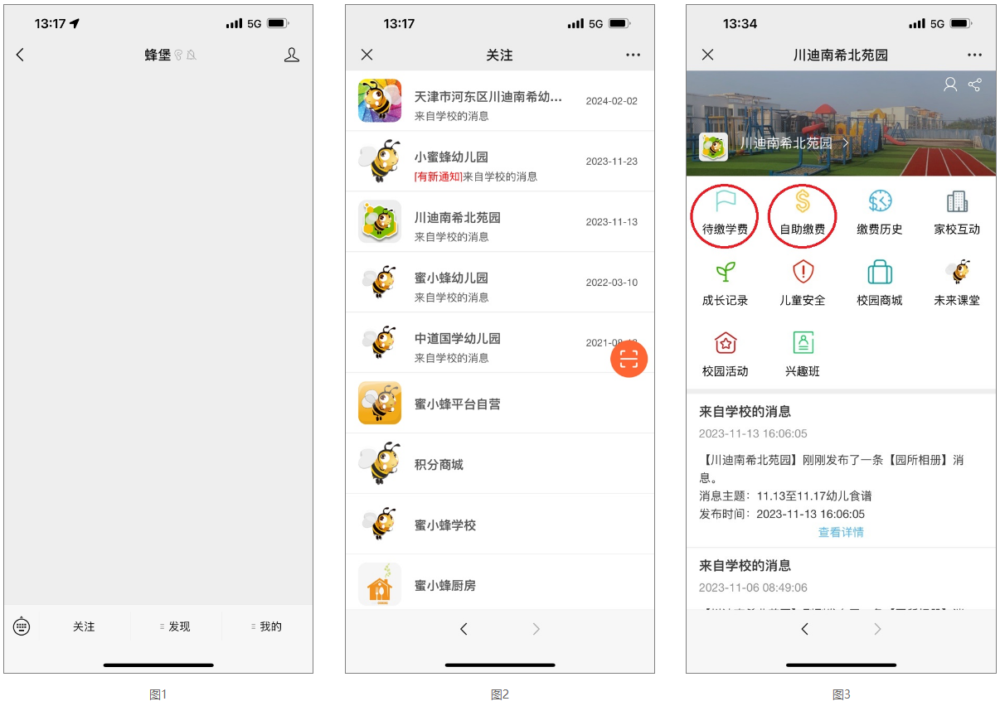 13:17
5G
蜂堡
关注
发现
我的
图1
13:17
5G
关注
天津市河东区川迪南希幼...
2024-02-02
来自学校的消息
小蜜蜂幼儿园
2023-11-23
[有新通知]来自学校的消息
川迪南希北苑园
2023-11-13
来自学校的消息
蜜小蜂幼儿园
2022-03-10
来自学校的消息
中道国学幼儿园
2021-08-
来自学校的消息
蜜小蜂平台自营
积分商城
蜜小蜂学校
蜜小蜂厨房
图2
13:34
5G
川迪南希北苑园
川迪南希北苑园
待缴学费
自助缴费
缴费历史
家校互动
成长记录
儿童安全
校园商城
未来课堂
校园活动
兴趣班
来自学校的消息
2023-11-13 16:06:05
【川迪南希北苑园】刚刚发布了一条【园所相册】消
息。
消息主题：11.13至11.17幼儿食谱
发布时间：2023-11-13 16:06:05
查看详情
来自学校的消息
2023-11-06 08:49:06
图3